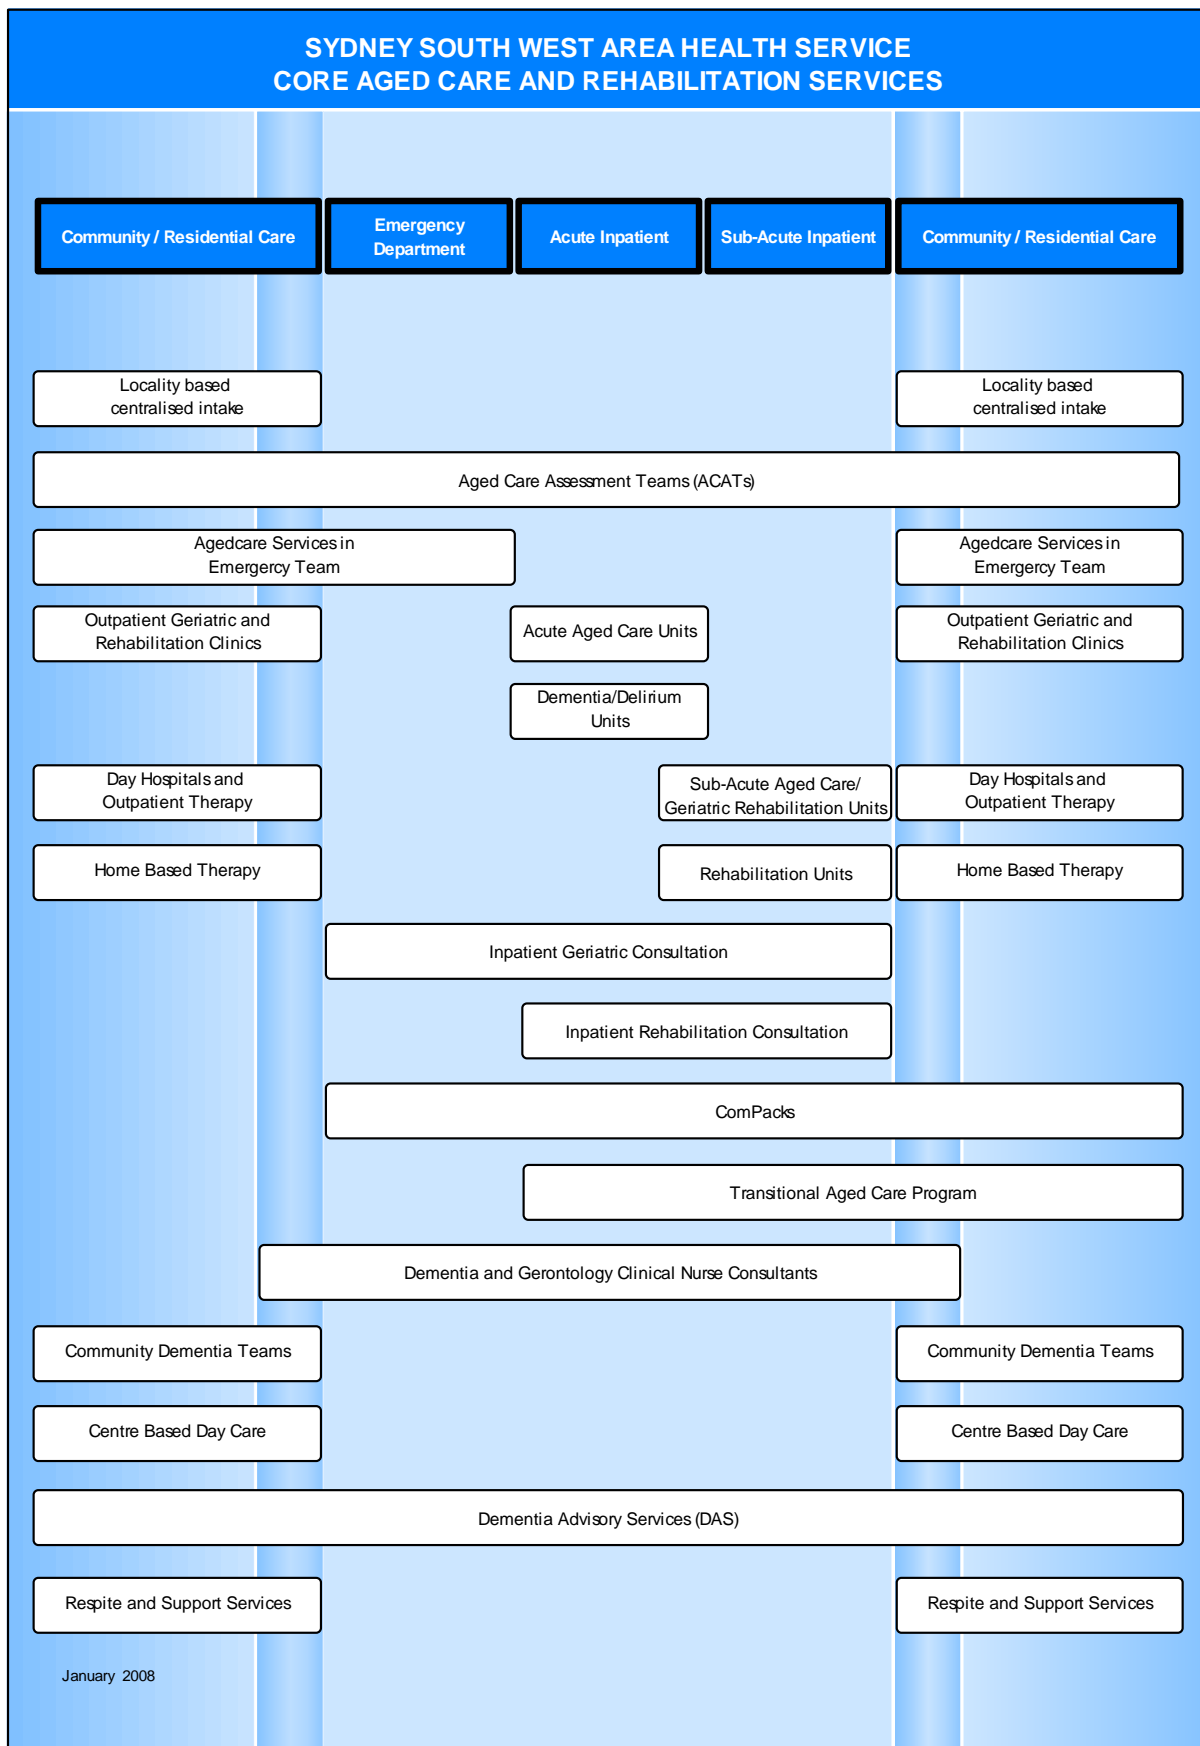 SYDNEY SOUTH WEST AREA HEALTH SERVICE
CORE AGED CARE AND REHABILITATION SERVICES
Community / Residential Care
Emergency
Department
Acute Inpatient
Sub-Acute Inpatient
Community / Residential Care
Locality based
centralised intake
Locality based
centralised intake
Aged Care Assessment Teams (ACATs)
Agedcare Services in
Emergency Team
Agedcare Services in
Emergency Team
Outpatient Geriatric and
Rehabilitation Clinics
Acute Aged Care Units
Outpatient Geriatric and
Rehabilitation Clinics
Dementia/Delirium
Units
Day Hospitals and
Outpatient Therapy
Sub-Acute Aged Care/
Geriatric Rehabilitation Units
Day Hospitals and
Outpatient Therapy
Home Based Therapy
Rehabilitation Units
Home Based Therapy
Inpatient Geriatric Consultation
Inpatient Rehabilitation Consultation
ComPacks
Transitional Aged Care Program
Dementia and Gerontology Clinical Nurse Consultants
Community Dementia Teams
Community Dementia Teams
Centre Based Day Care
Centre Based Day Care
Dementia Advisory Services (DAS)
Respite and Support Services
Respite and Support Services
January 2008